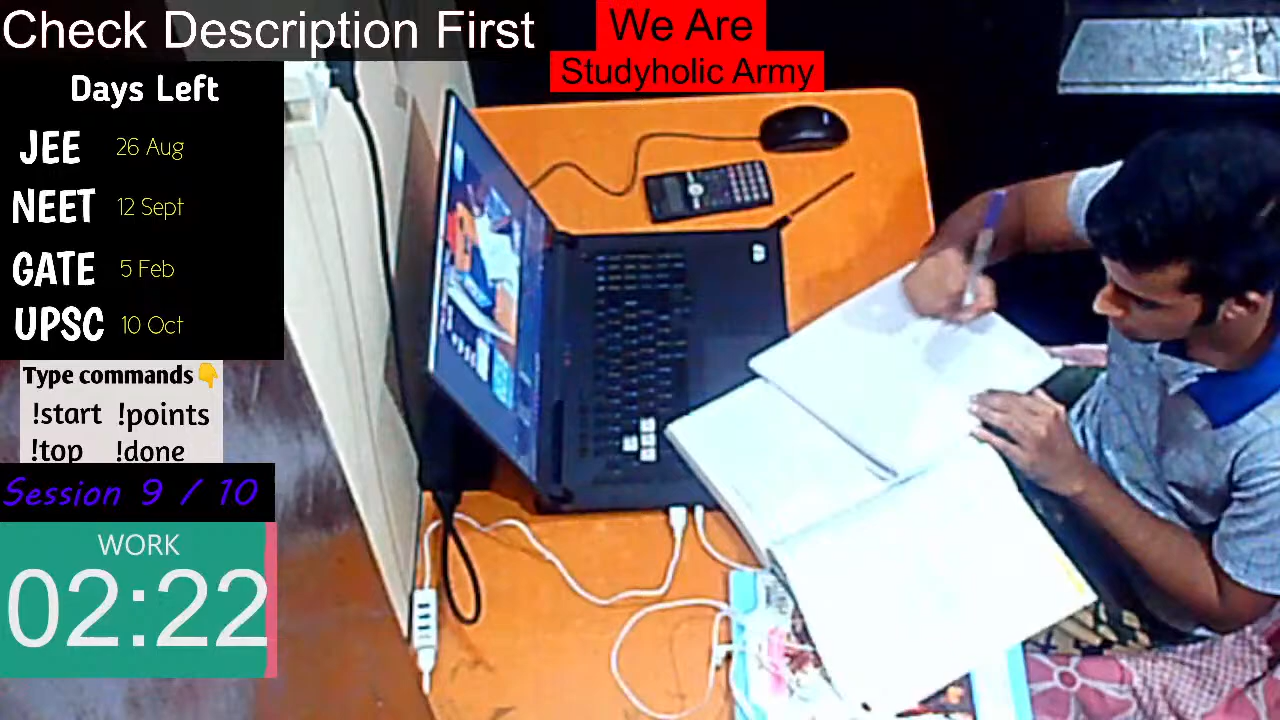 Check Description First
We Are
Studyholic Army
Days Left
JEE 26 Aug
NEET 12 Sept
GATE 5 Feb
UPSC 10 Oct
Type commands👇
!start !points
!top !done
Session 9 / 10
WORK
02:22